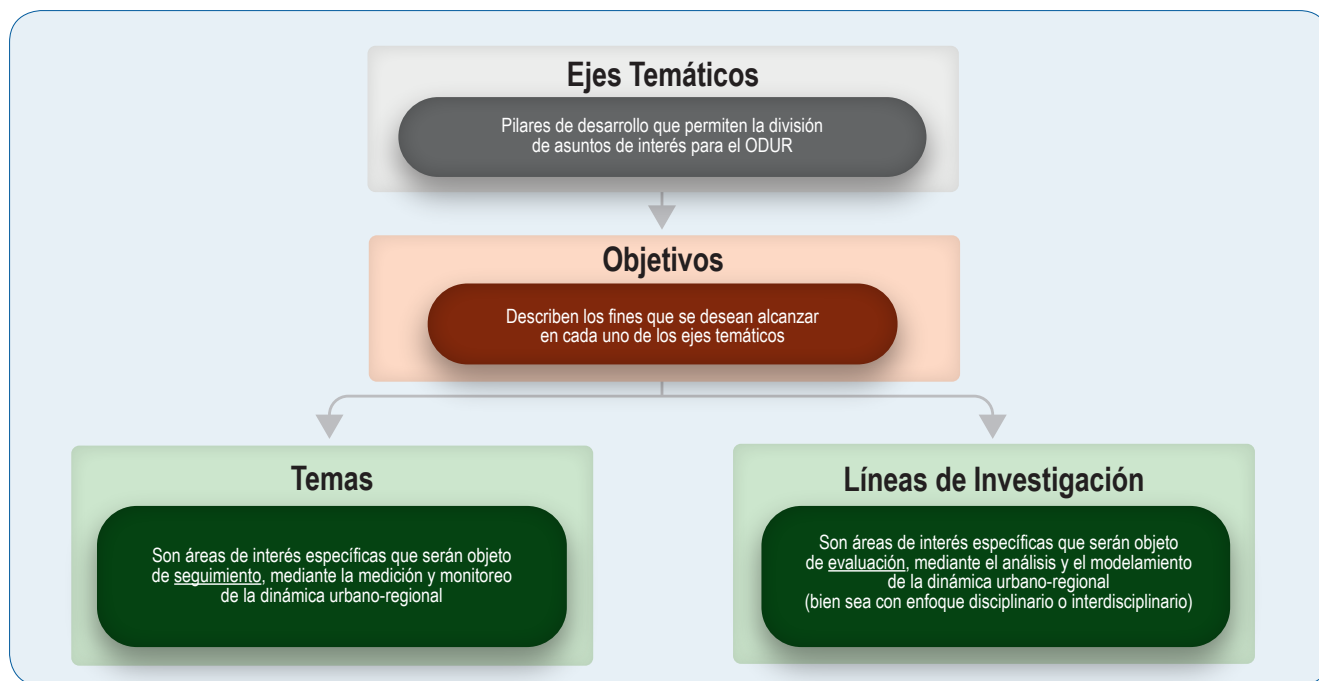 Ejes Temáticos
Pilares de desarrollo que permiten la división
de asuntos de interés para el ODUR
Objetivos
Describen los fines que se desean alcanzar
en cada uno de los ejes temáticos
Temas
Son áreas de interés específicas que serán objeto
de seguimiento, mediante la medición y monitoreo
de la dinámica urbano-regional
Líneas de Investigación
Son áreas de interés específicas que serán objeto
de evaluación, mediante el análisis y el modelamiento
de la dinámica urbano-regional
(bien sea con enfoque disciplinario o interdisciplinario)